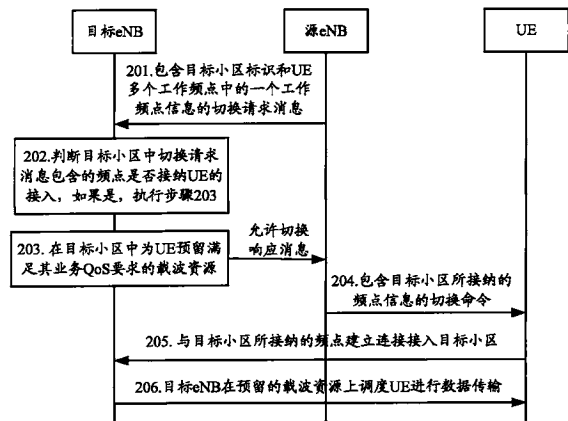 目标eNB
源eNB
UE
201.包含目标小区标识和UE
多个工作频点中的一个工作
频点信息的切换请求消息
202.判断目标小区中切换请求
消息包含的频点是否接纳UE的
接入，如果是，执行步骤203
203. 在目标小区中为UE预留满
足其业务QoS要求的载波资源
允许切换
响应消息
204.包含目标小区所接纳的
频点信息的切换命令
205. 与目标小区所接纳的频点建立连接接入目标小区
206.目标eNB在预留的载波资源上调度UE进行数据传输